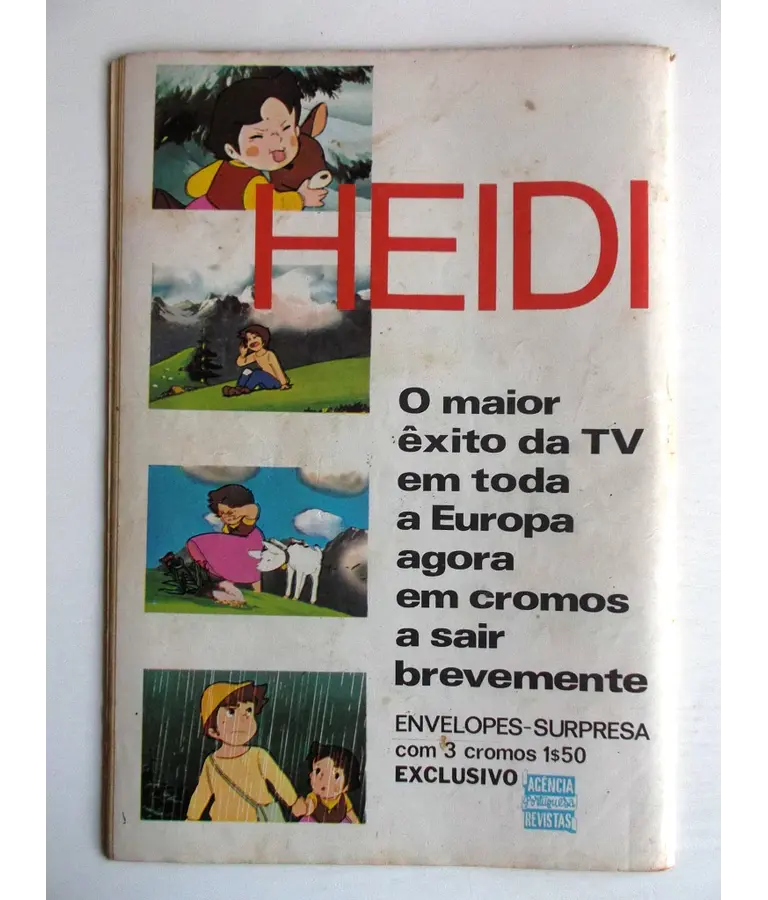 HEIDI
O maior
êxito da TV
em toda
a Europa
agora
em cromos
a sair
brevemente
ENVELOPES-SURPRESA
com 3 cromos 1$50
EXCLUSIVO
AGÊNCIA
Portuguesa
REVISTAS